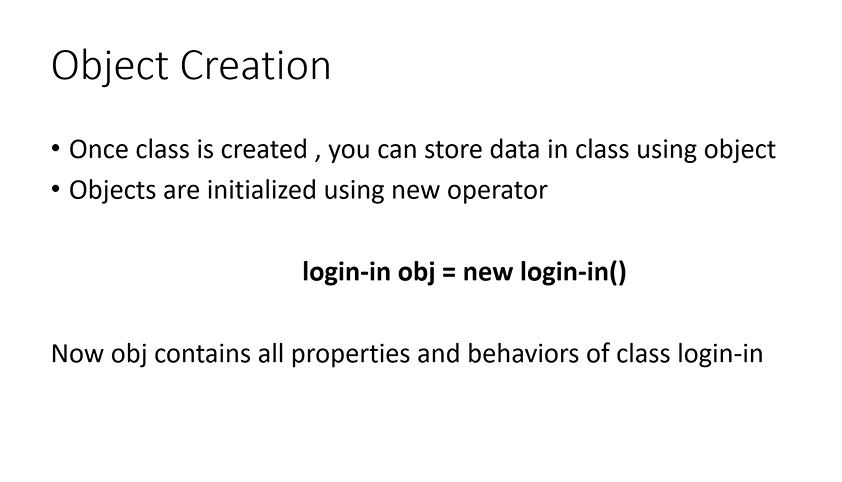 Object Creation
• Once class is created , you can store data in class using object
• Objects are initialized using new operator
login-in obj = new login-in()
Now obj contains all properties and behaviors of class login-in